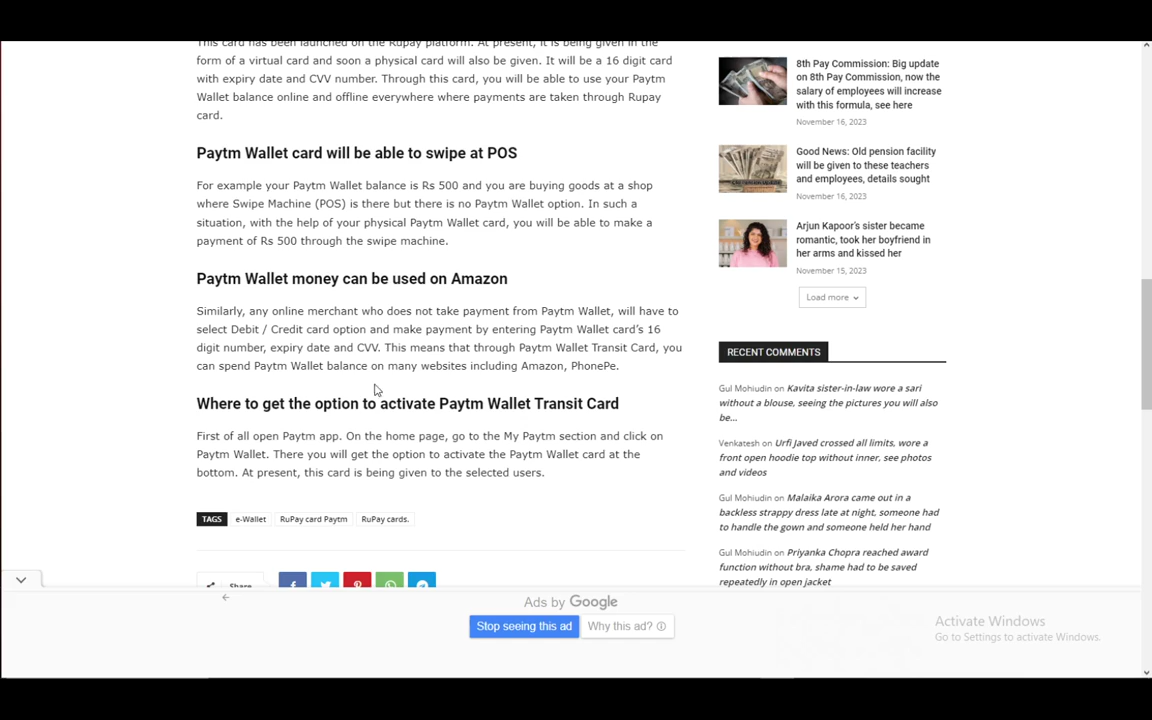 This card has been launched on the Rupay platform. At present, it is being given in the
form of a virtual card and soon a physical card will also be given. It will be a 16 digit card
with expiry date and CVV number. Through this card, you will be able to use your Paytm
Wallet balance online and offline everywhere where payments are taken through Rupay
card.
Paytm Wallet card will be able to swipe at POS
For example your Paytm Wallet balance is Rs 500 and you are buying goods at a shop
where Swipe Machine (POS) is there but there is no Paytm Wallet option. In such a
situation, with the help of your physical Paytm Wallet card, you will be able to make a
payment of Rs 500 through the swipe machine.
Paytm Wallet money can be used on Amazon
Similarly, any online merchant who does not take payment from Paytm Wallet, will have to
select Debit / Credit card option and make payment by entering Paytm Wallet card's 16
digit number, expiry date and CVV. This means that through Paytm Wallet Transit Card, you
can spend Paytm Wallet balance on many websites including Amazon, PhonePe.
Where to get the option to activate Paytm Wallet Transit Card
First of all open Paytm app. On the home page, go to the My Paytm section and click on
Paytm Wallet. There you will get the option to activate the Paytm Wallet card at the
bottom. At present, this card is being given to the selected users.
TAGS e-Wallet RuPay card Paytm RuPay cards.
Share
8th Pay Commission: Big update
on 8th Pay Commission, now the
salary of employees will increase
with this formula, see here
November 16, 2023
Good News: Old pension facility
will be given to these teachers
and employees, details sought
November 16, 2023
Arjun Kapoor's sister became
romantic, took her boyfriend in
her arms and kissed her
November 15, 2023
Load more
RECENT COMMENTS
Gul Mohiudin on Kavita sister-in-law wore a sari
without a blouse, seeing the pictures you will also
be...
Venkatesh on Urfi Javed crossed all limits, wore a
front open hoodie top without inner, see photos
and videos
Gul Mohiudin on Malaika Arora came out in a
backless strappy dress late at night, someone had
to handle the gown and someone held her hand
Gul Mohiudin on Priyanka Chopra reached award
function without bra, shame had to be saved
repeatedly in open jacket
Ads by Google
Stop seeing this ad Why this ad?
Activate Windows
Go to Settings to activate Windows.